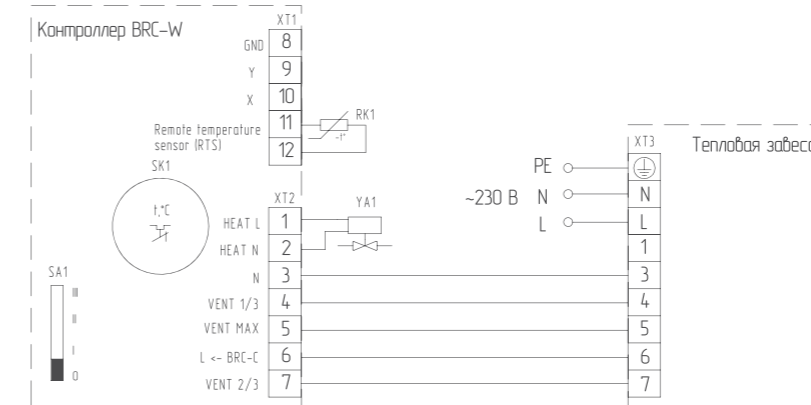 Контроллер BRC-W
XT1
GND 8
Y 9
X 10
Remote temperature sensor (RTS)
11
12
RK1
-t°
SK1
t,°C
XT2
HEAT L 1
HEAT N 2
N 3
VENT 1/3 4
VENT MAX 5
L <- BRC-C 6
VENT 2/3 7
YA1
SA1
III
II
I
0
XT3
Тепловая завеса
PE
~230 В N N
L L
1
3
4
5
6
7